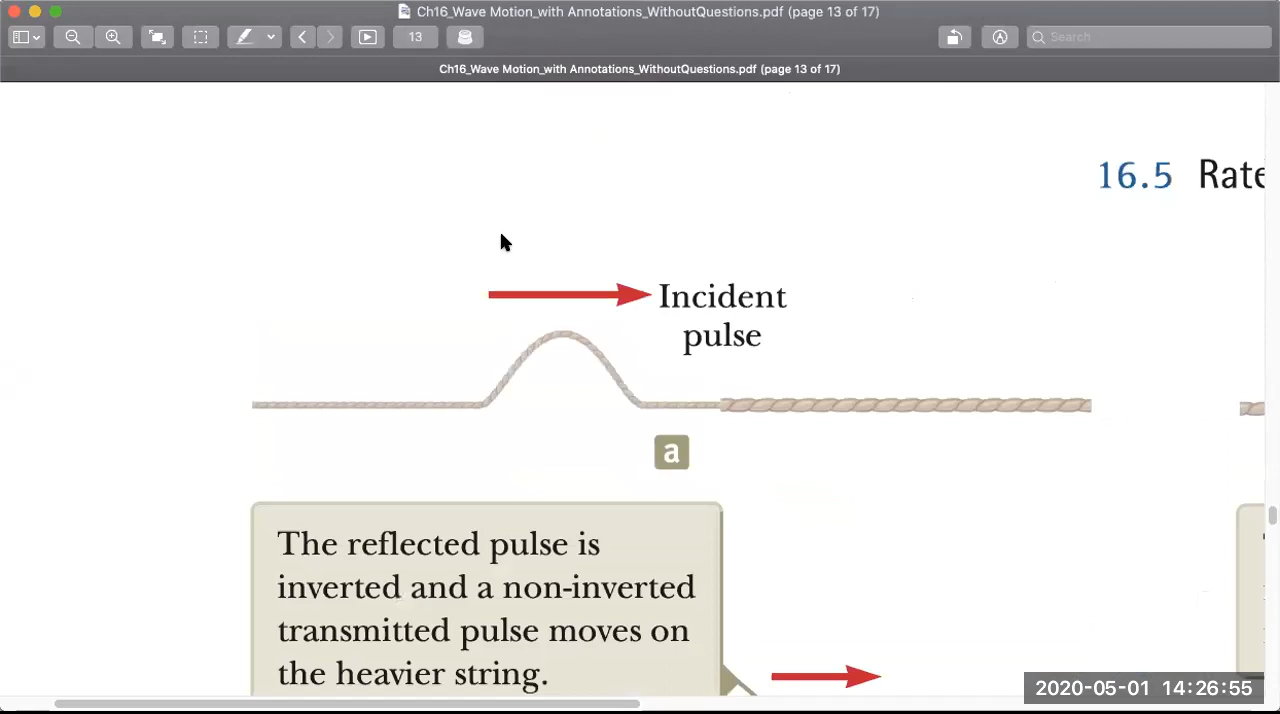 Ch16_Wave Motion_with Annotations_WithoutQuestions.pdf (page 13 of 17)
13
Search
Ch16_Wave Motion_with Annotations_WithoutQuestions.pdf (page 13 of 17)
16.5 Rate
Incident
pulse
a
The reflected pulse is
inverted and a non-inverted
transmitted pulse moves on
the heavier string.
2020-05-01 14:26:55